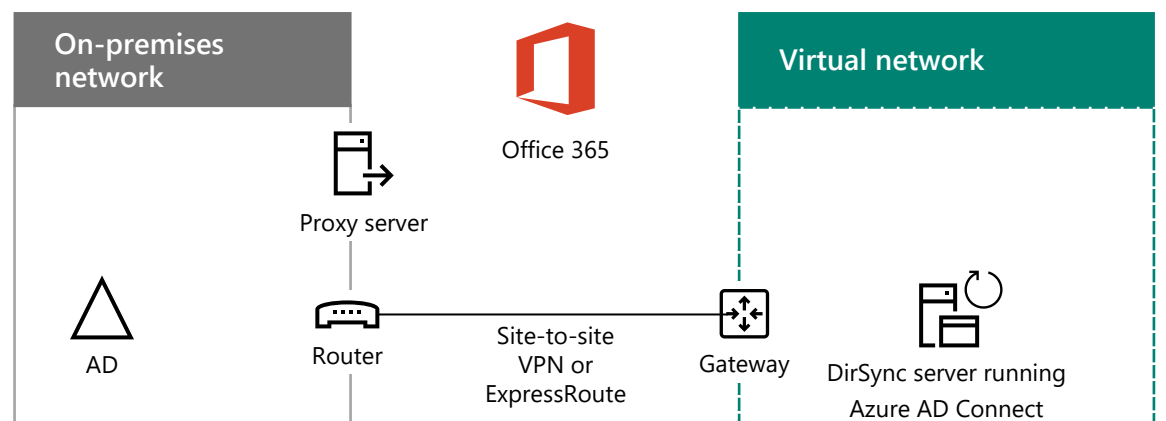 On-premises
network
Office 365
Virtual network
Proxy server
AD
Router
Site-to-site
VPN or
ExpressRoute
Gateway
DirSync server running
Azure AD Connect